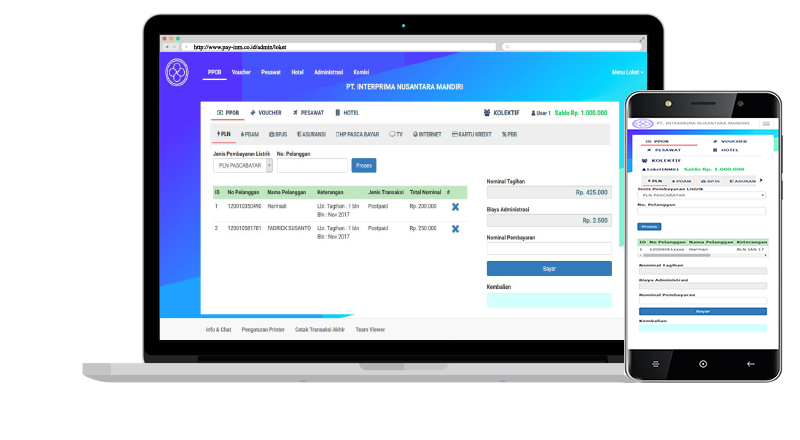 http://www.pay-inm.co.id/admin/loket
PPOB Voucher Pesawat Hotel Administrasi Komisi Menu Loket
PT. INTERPRIMA NUSANTARA MANDIRI
PPOB VOUCHER PESAWAT HOTEL KOLEKTIF User 1 Saldo Rp. 1.000.000
PLN PDAM BPJS ASURANSI HP PASCA BAYAR TV INTERNET KARTU KREDIT PBB
Jenis Pembayaran Listrik No. Pelanggan
PLN PASCABAYAR Proses
ID No Pelanggan Nama Pelanggan Keterangan Jenis Transaksi Total Nominal #
1 120010350490 Harmadi Lbr. Tagihan : 1 bln Postpaid Rp. 200.000
Bln : Nov 2017
2 120010581781 FADRICK SUSANTO Lbr. Tagihan : 1 bln Postpaid Rp. 250.000
Bln : Nov 2017
Nominal Tagihan
Rp. 425.000
Biaya Administrasi
Rp. 2.500
Nominal Pembayaran
Bayar
Kembalian
Info & Chat Pengaturan Printer Cetak Transaksi Akhir Team Viewer
PT. INTERPRIMA NUSANTARA MANDIRI
PPOB VOUCHER
PESAWAT HOTEL
KOLEKTIF
LoketINM01 Saldo Rp. 1.000.000
PLN PDAM BPJS ASURAN
Jenis Pembayaran Listrik
PLN PASCABAYAR
No. Pelanggan
Proses
ID No Pelanggan Nama Pelanggan Keterangan
1 Harman BLN JAN 17
Nominal Tagihan
Biaya Administrasi
Nominal Pembayaran
Bayar
Kembalian